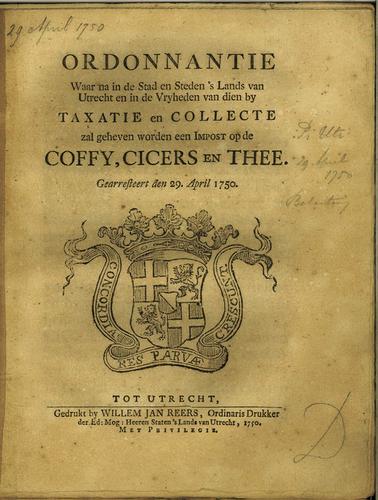 29 April 1750
ORDONNANTIE
Waar na in de Stad en Steden 's Lands van
Utrecht en in de Vryheden van dien by
TAXATIE en COLLECTE
zal geheven worden een IMPOST op de
COFFY, CICERS EN THEE.
Gearresteert den 29. April 1750.
29 April
1750
CONCORDIA
RES PARVÆ
CRESCUNT
TOT UTRECHT,
Gedrukt by WILLEM JAN REERS, Ordinaris Drukker
der Ed: Mog: Heeren Staten 's Lands van Utrecht, 1750.
MET PRIVILEGIE.
D